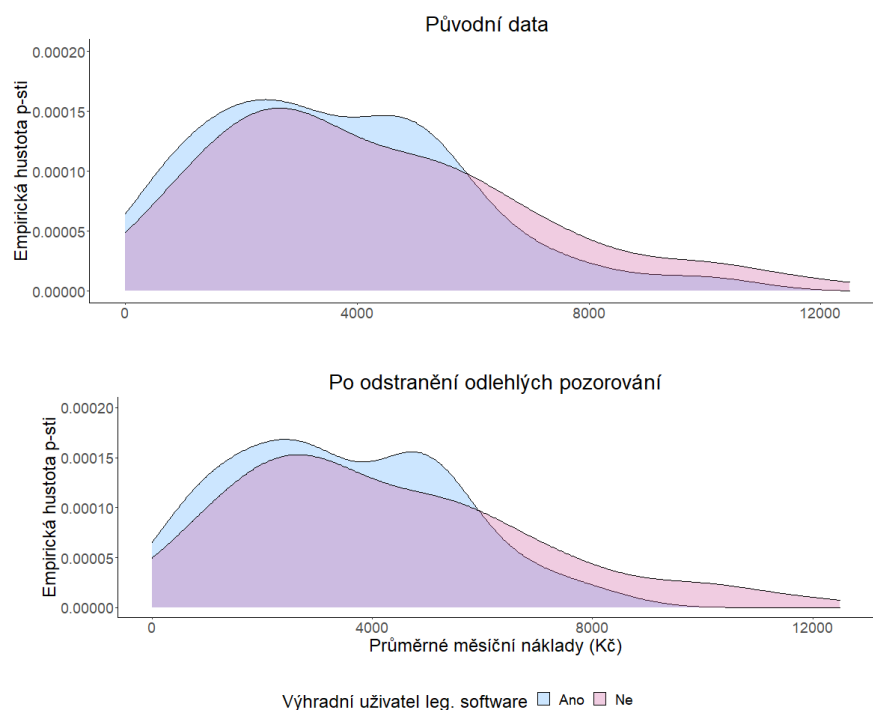 Původní data
Empirická hustota p-sti
0.00020
0.00015
0.00010
0.00005
0.00000
0 4000 8000 12000
Po odstranění odlehlých pozorování
Empirická hustota p-sti
0.00020
0.00015
0.00010
0.00005
0.00000
0 4000 8000 12000
Průměrné měsíční náklady (Kč)
Výhradní uživatel leg. software Ano Ne